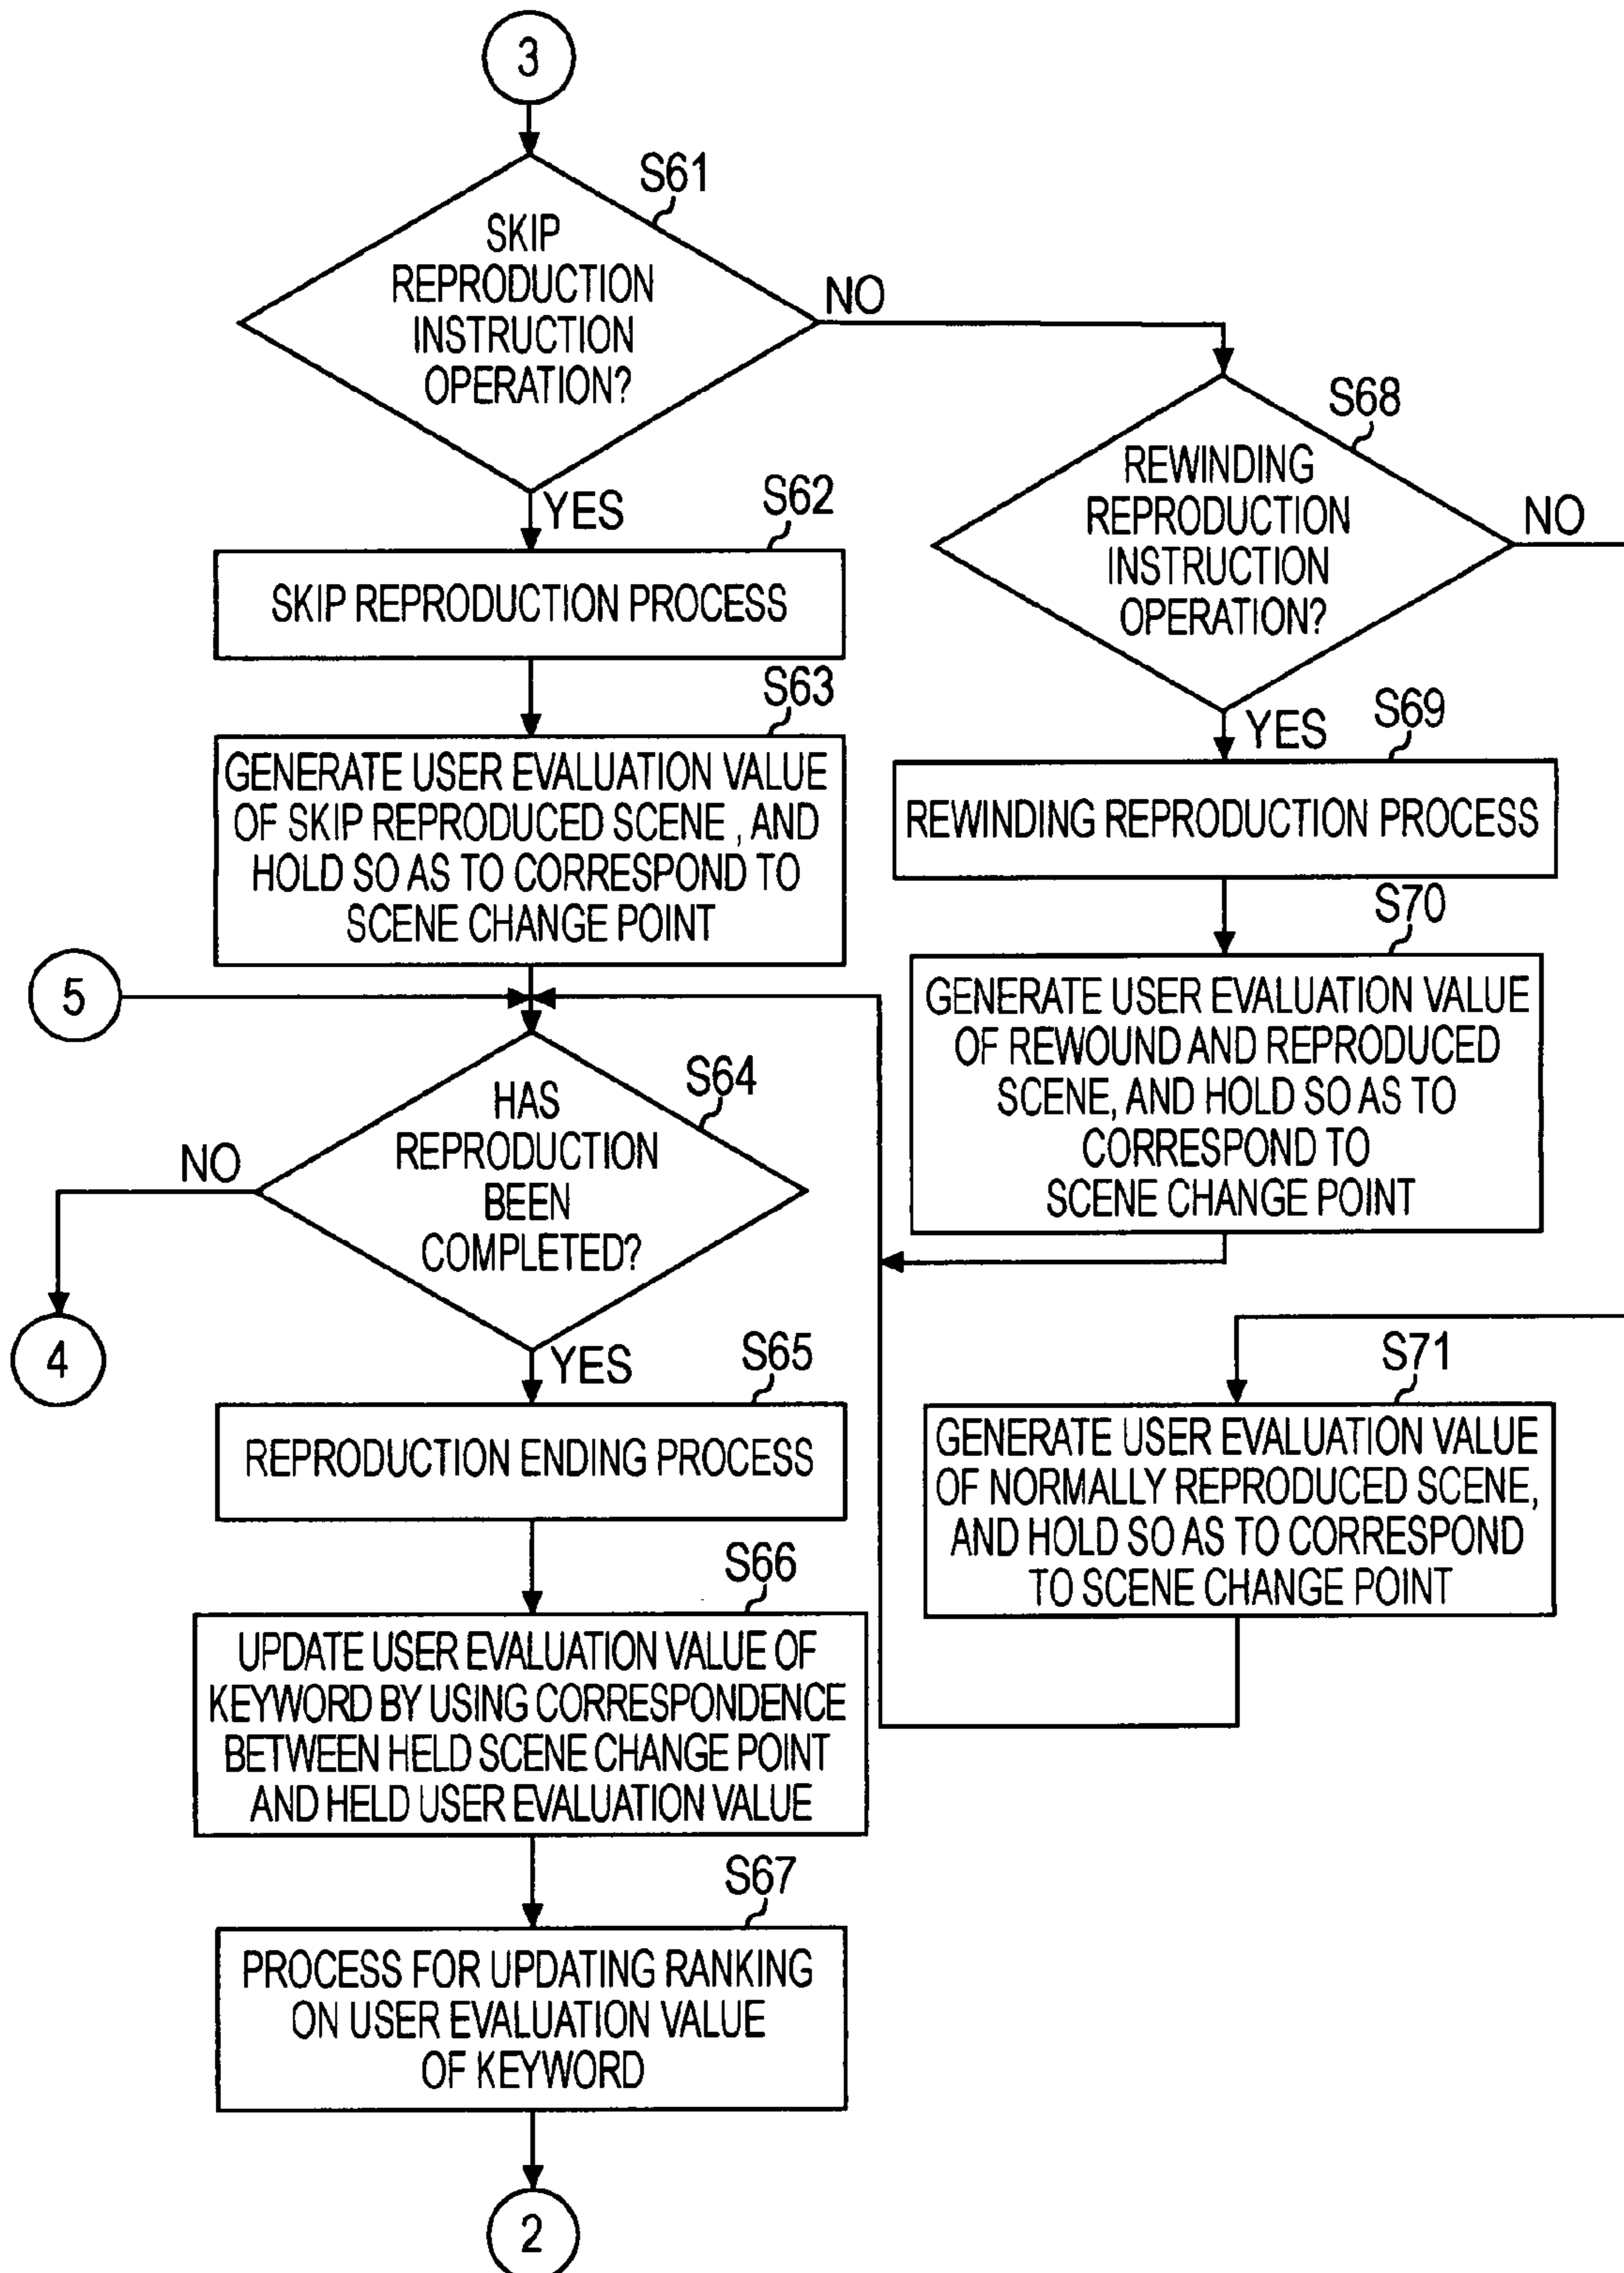 3
S61
SKIP
REPRODUCTION
INSTRUCTION
OPERATION?
NO
YES
S62
SKIP REPRODUCTION PROCESS
S63
GENERATE USER EVALUATION VALUE
OF SKIP REPRODUCED SCENE , AND
HOLD SO AS TO CORRESPOND TO
SCENE CHANGE POINT
5
S64
HAS
REPRODUCTION
BEEN
COMPLETED?
NO
4
YES
S65
REPRODUCTION ENDING PROCESS
S66
UPDATE USER EVALUATION VALUE OF
KEYWORD BY USING CORRESPONDENCE
BETWEEN HELD SCENE CHANGE POINT
AND HELD USER EVALUATION VALUE
S67
PROCESS FOR UPDATING RANKING
ON USER EVALUATION VALUE
OF KEYWORD
2
S68
REWINDING
REPRODUCTION
INSTRUCTION
OPERATION?
NO
YES
S69
REWINDING REPRODUCTION PROCESS
S70
GENERATE USER EVALUATION VALUE
OF REWOUND AND REPRODUCED
SCENE, AND HOLD SO AS TO
CORRESPOND TO
SCENE CHANGE POINT
S71
GENERATE USER EVALUATION VALUE
OF NORMALLY REPRODUCED SCENE,
AND HOLD SO AS TO CORRESPOND
TO SCENE CHANGE POINT